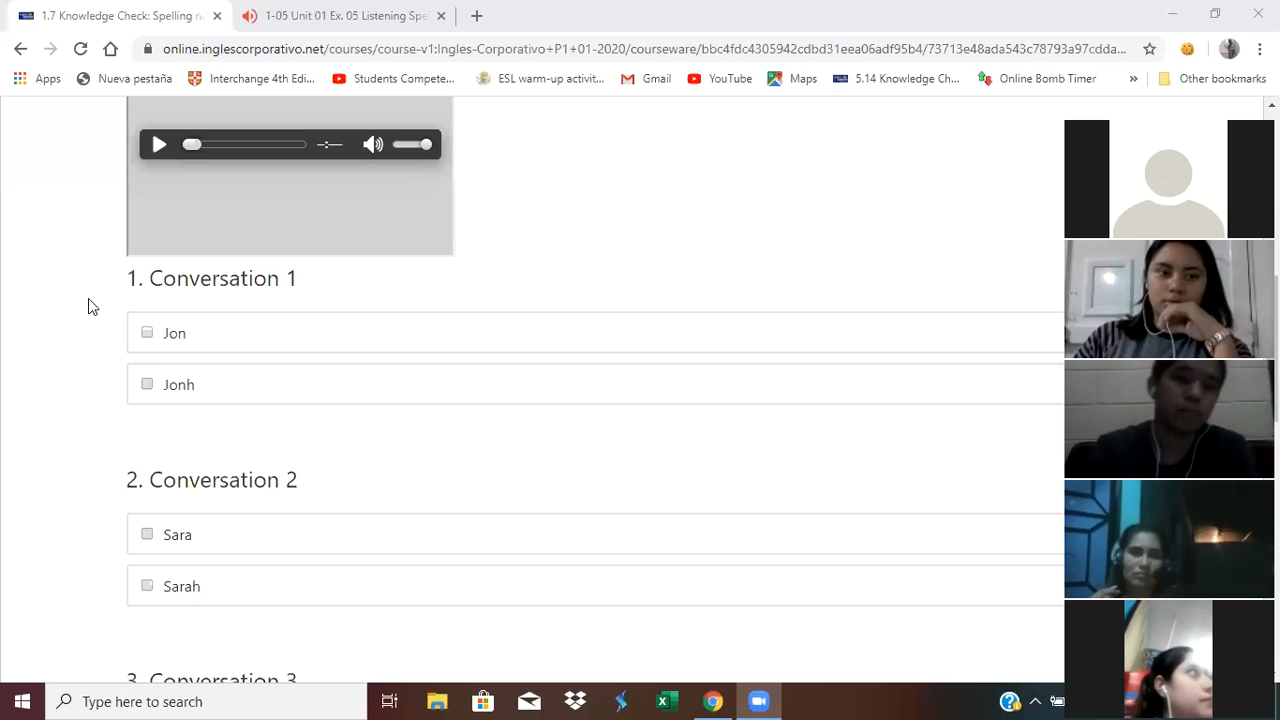 1.7 Knowledge Check: Spelling n
1-05 Unit 01 Ex. 05 Listening Spe
online.inglescorporativo.net/courses/course-v1:Ingles-Corporativo+P1+01-2020/courseware/bbc4fdc4305942cdbd31eea06adf95b4/73713e48ada543c78793a97cdda...
Apps Nueva pestaña Interchange 4th Edi... Students Compete... ESL warm-up activit... Gmail YouTube Maps 5.14 Knowledge Ch... Online Bomb Timer » Other bookmarks
--:--
1. Conversation 1
Jon
Jonh
2. Conversation 2
Sara
Sarah
3. Conversation 3
Type here to search